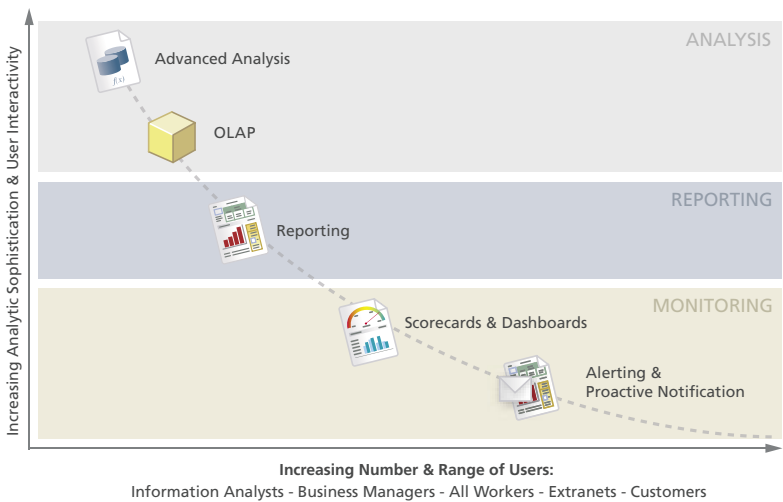 Increasing Analytic Sophistication & User Interactivity
ANALYSIS
Advanced Analysis
f(x)
OLAP
REPORTING
Reporting
MONITORING
Scorecards & Dashboards
Alerting &
Proactive Notification
Increasing Number & Range of Users:
Information Analysts - Business Managers - All Workers - Extranets - Customers